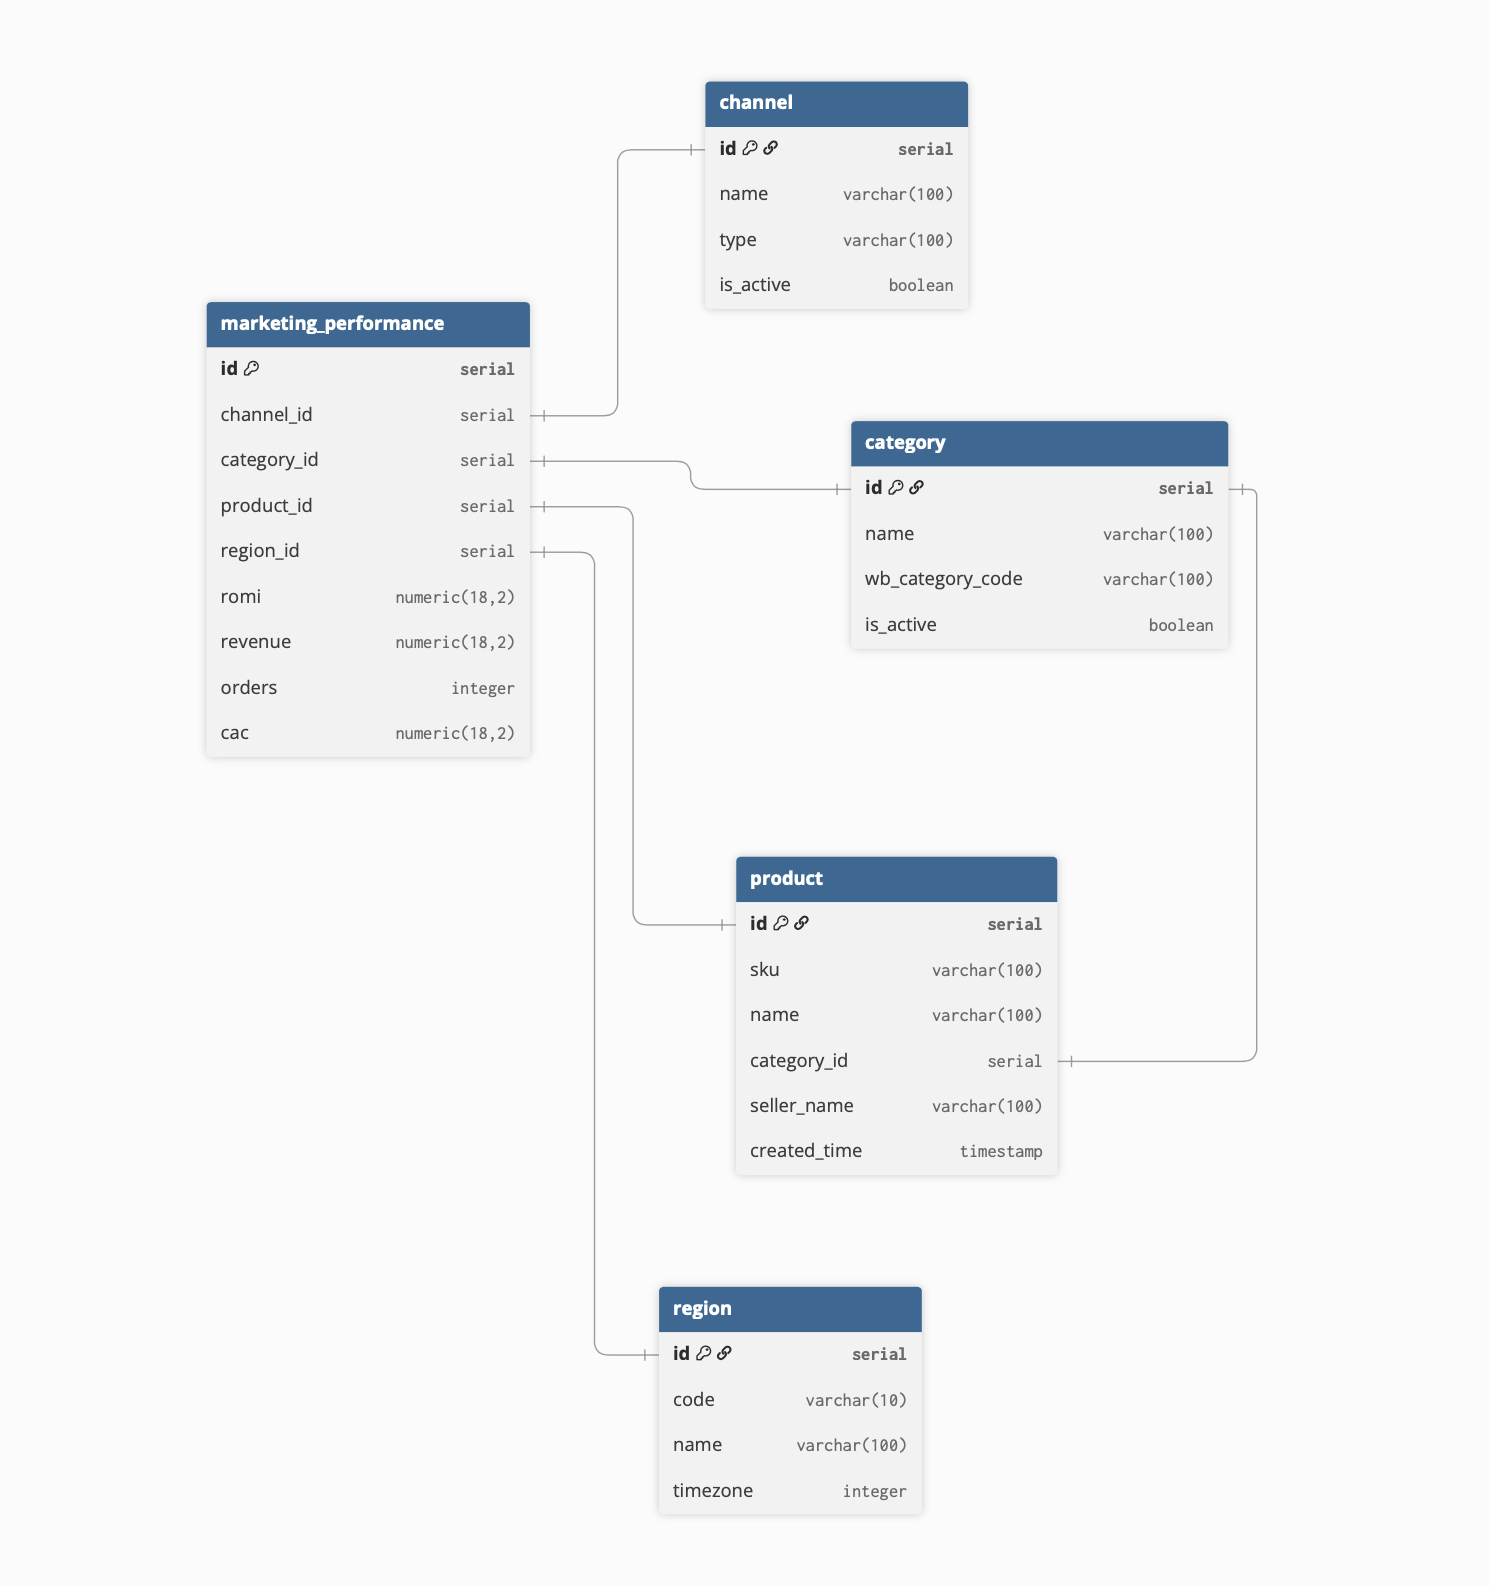 channel
id serial
name varchar(100)
type varchar(100)
is_active boolean
marketing_performance
id serial
channel_id serial
category_id serial
product_id serial
region_id serial
romi numeric(18,2)
revenue numeric(18,2)
orders integer
cac numeric(18,2)
category
id serial
name varchar(100)
wb_category_code varchar(100)
is_active boolean
product
id serial
sku varchar(100)
name varchar(100)
category_id serial
seller_name varchar(100)
created_time timestamp
region
id serial
code varchar(10)
name varchar(100)
timezone integer